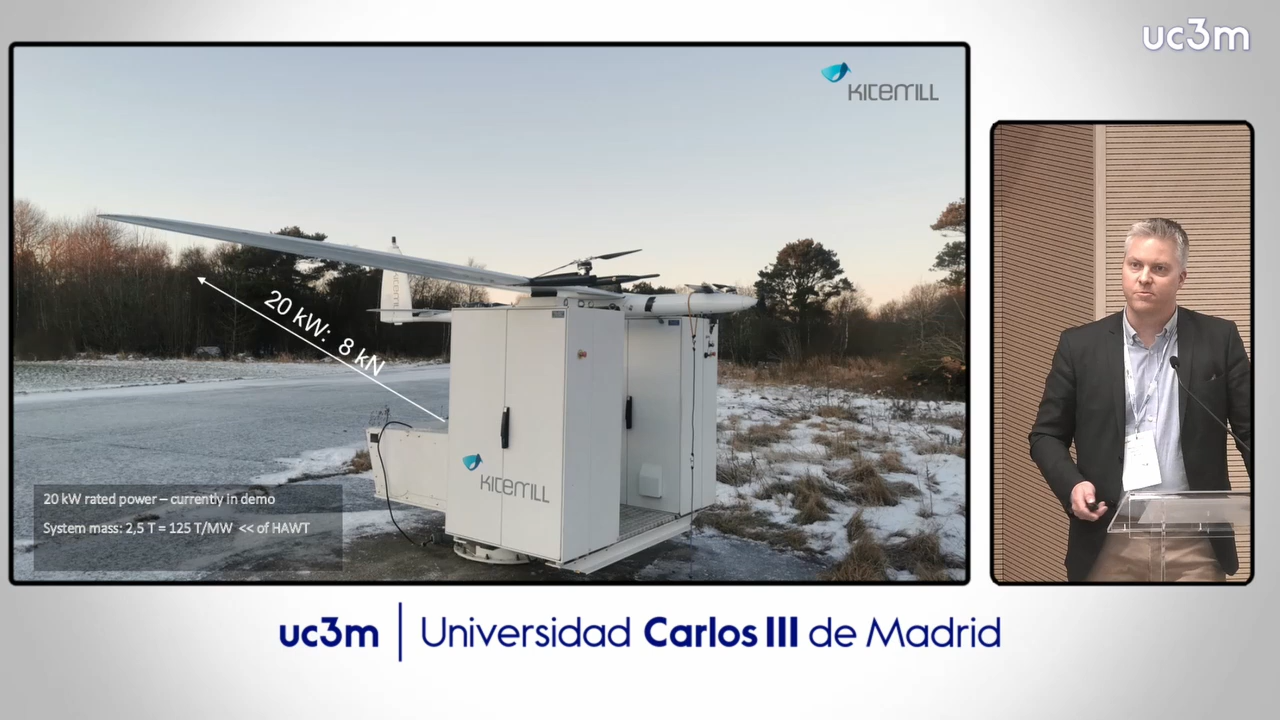 uc3m
KITEMILL
20 kW: 8 kN
KITEMILL
20 kW rated power – currently in demo
System mass: 2,5 T = 125 T/MW << of HAWT
uc3m | Universidad Carlos III de Madrid